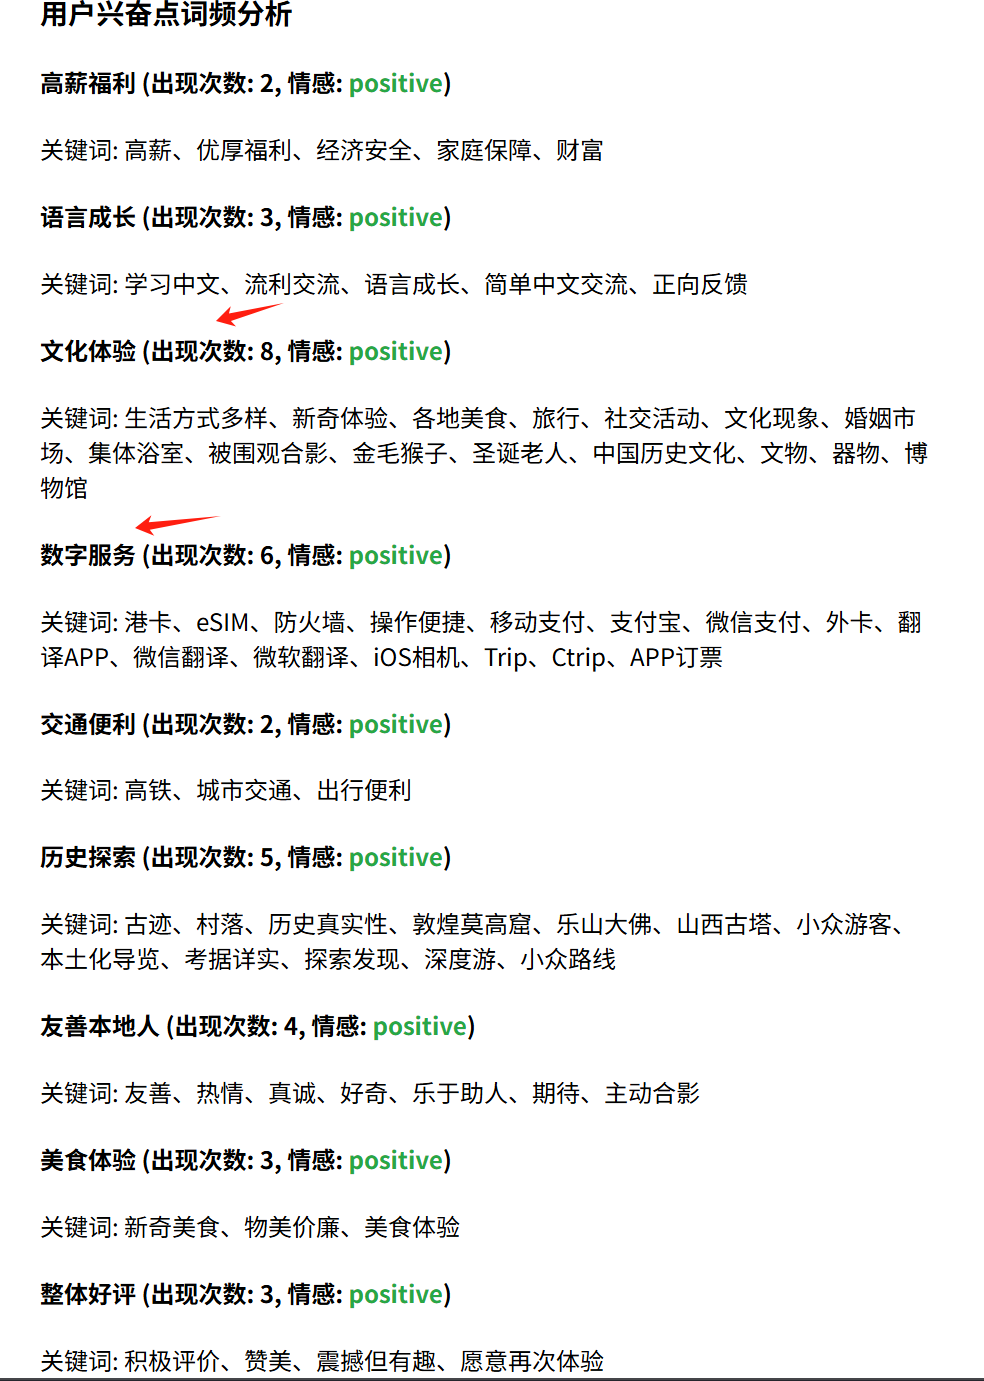 用户兴奋点词频分析
高薪福利 (出现次数: 2, 情感: positive)
关键词: 高薪、优厚福利、经济安全、家庭保障、财富
语言成长 (出现次数: 3, 情感: positive)
关键词: 学习中文、流利交流、语言成长、简单中文交流、正向反馈
文化体验 (出现次数: 8, 情感: positive)
关键词: 生活方式多样、新奇体验、各地美食、旅行、社交活动、文化现象、婚姻市
场、集体浴室、被围观合影、金毛猴子、圣诞老人、中国历史文化、文物、器物、博
物馆
数字服务 (出现次数: 6, 情感: positive)
关键词: 港卡、eSIM、防火墙、操作便捷、移动支付、支付宝、微信支付、外卡、翻
译APP、微信翻译、微软翻译、iOS相机、Trip、Ctrip、APP订票
交通便利 (出现次数: 2, 情感: positive)
关键词: 高铁、城市交通、出行便利
历史探索 (出现次数: 5, 情感: positive)
关键词: 古迹、村落、历史真实性、敦煌莫高窟、乐山大佛、山西古塔、小众游客、
本土化导览、考据详实、探索发现、深度游、小众路线
友善本地人 (出现次数: 4, 情感: positive)
关键词: 友善、热情、真诚、好奇、乐于助人、期待、主动合影
美食体验 (出现次数: 3, 情感: positive)
关键词: 新奇美食、物美价廉、美食体验
整体好评 (出现次数: 3, 情感: positive)
关键词: 积极评价、赞美、震撼但有趣、愿意再次体验